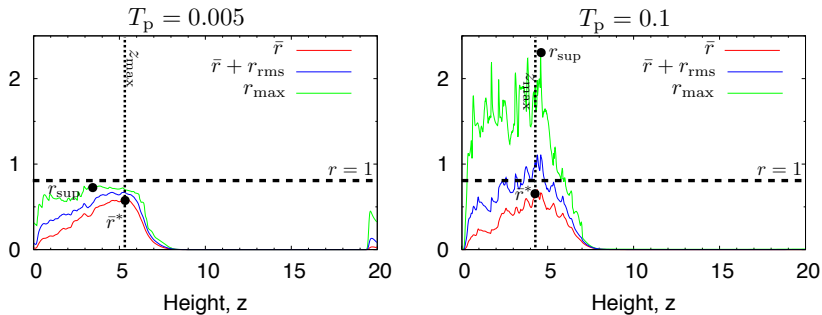 T_p = 0.005
r̄
r̄ + r_rms
r_max
z_max
r = 1
r_sup
r̄*
2
1
0
0 5 10 15 20
Height, z
T_p = 0.1
r̄
r̄ + r_rms
r_max
r_sup
z_max
r = 1
r̄*
2
1
0
0 5 10 15 20
Height, z